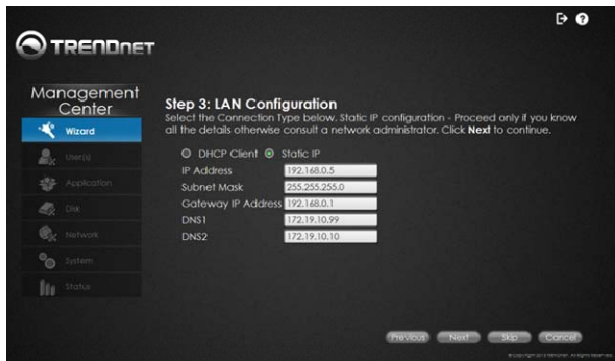 TRENDNET
Management
Center
Wizard
User(s)
Application
Disk
Network
System
Status
Step 3: LAN Configuration
Select the Connection Type below. Static IP configuration - Proceed only if you know
all the details otherwise consult a network administrator. Click Next to continue.
DHCP Client Static IP
IP Address 192.168.0.5
Subnet Mask 255.255.255.0
Gateway IP Address 192.168.0.1
DNS1 172.19.10.99
DNS2 172.19.10.10
Previous Next Skip Cancel